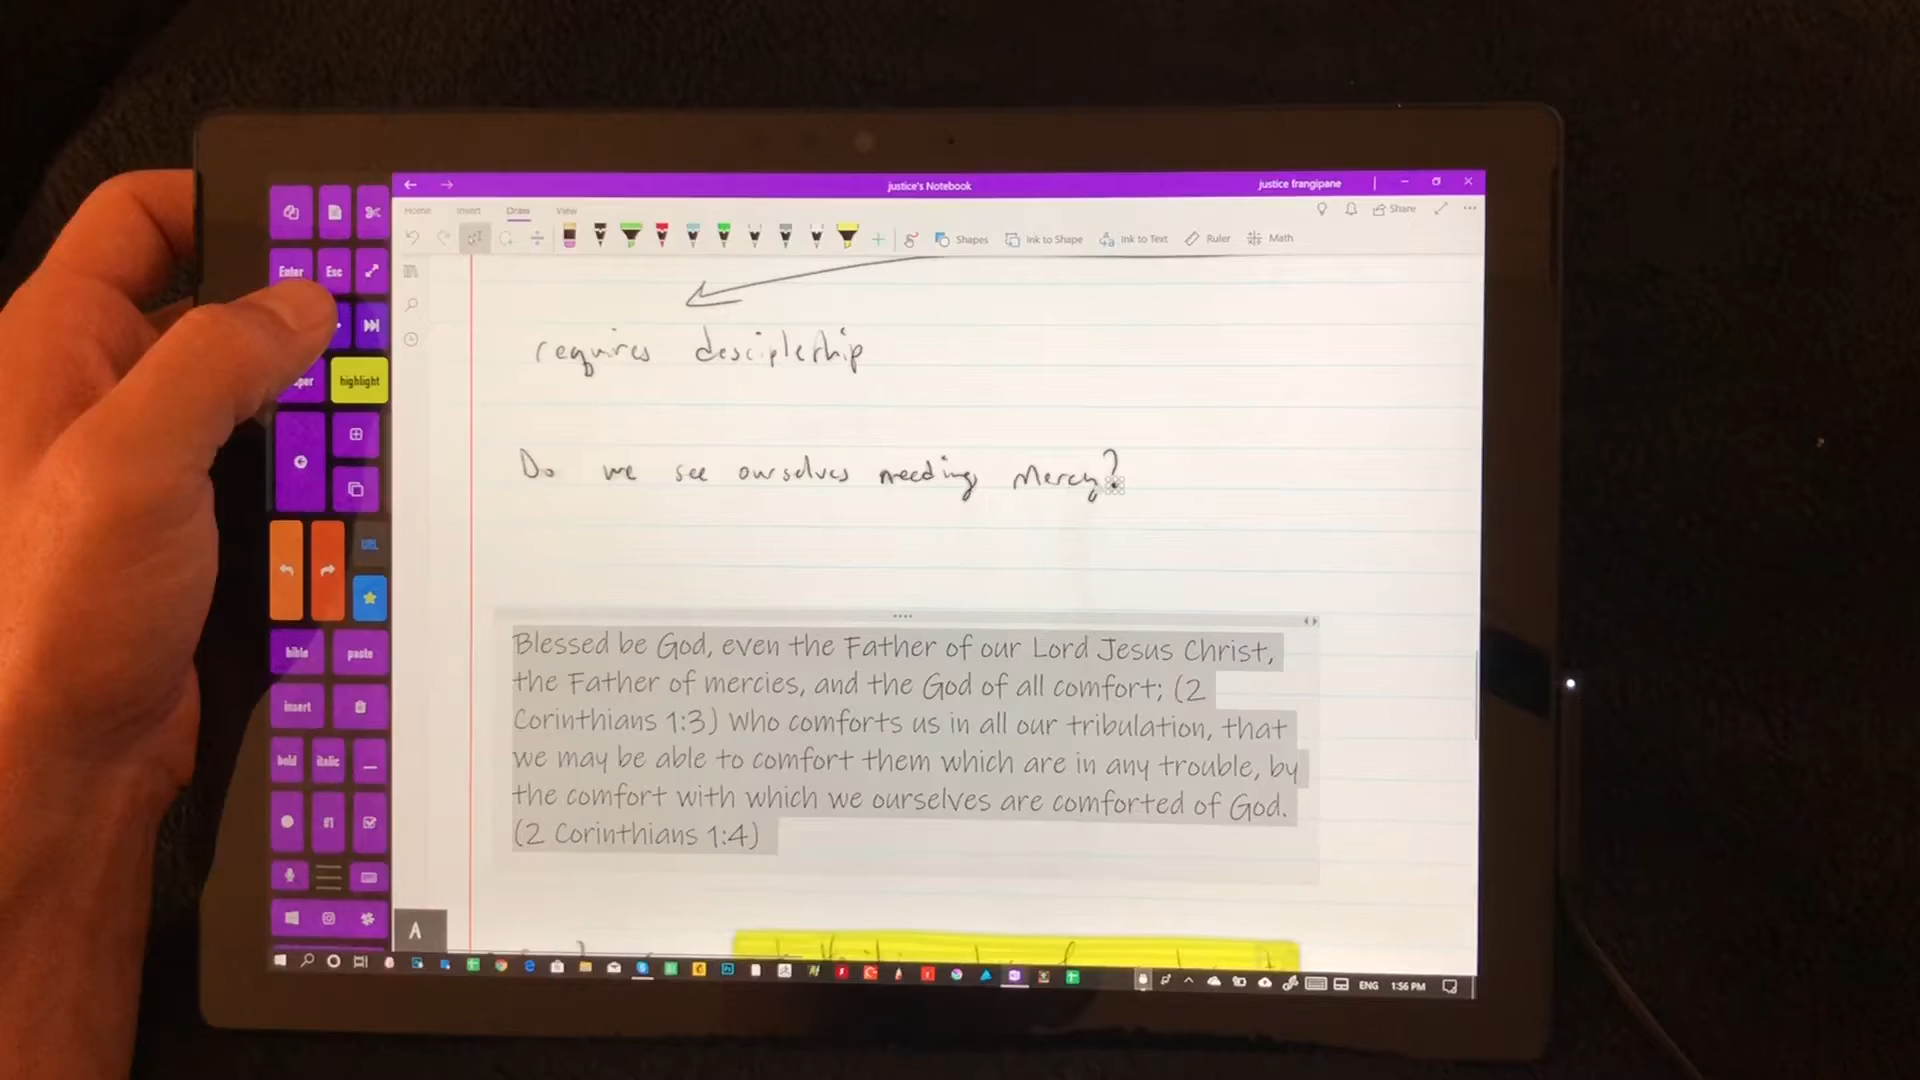 justice's Notebook
justice frangipane
Home Insert Draw View
Share
Shapes Ink to Shape Ink to Text Ruler Math
Enter Esc
highlight
URL
bible paste
insert
bold italic
#1
requires desciplership
Do we see ourselves needing Mercy?
Blessed be God, even the Father of our Lord Jesus Christ,
the Father of mercies, and the God of all comfort; (2
Corinthians 1:3) Who comforts us in all our tribulation, that
we may be able to comfort them which are in any trouble, by
the comfort with which we ourselves are comforted of God.
(2 Corinthians 1:4)
A
ENG 1:56 PM